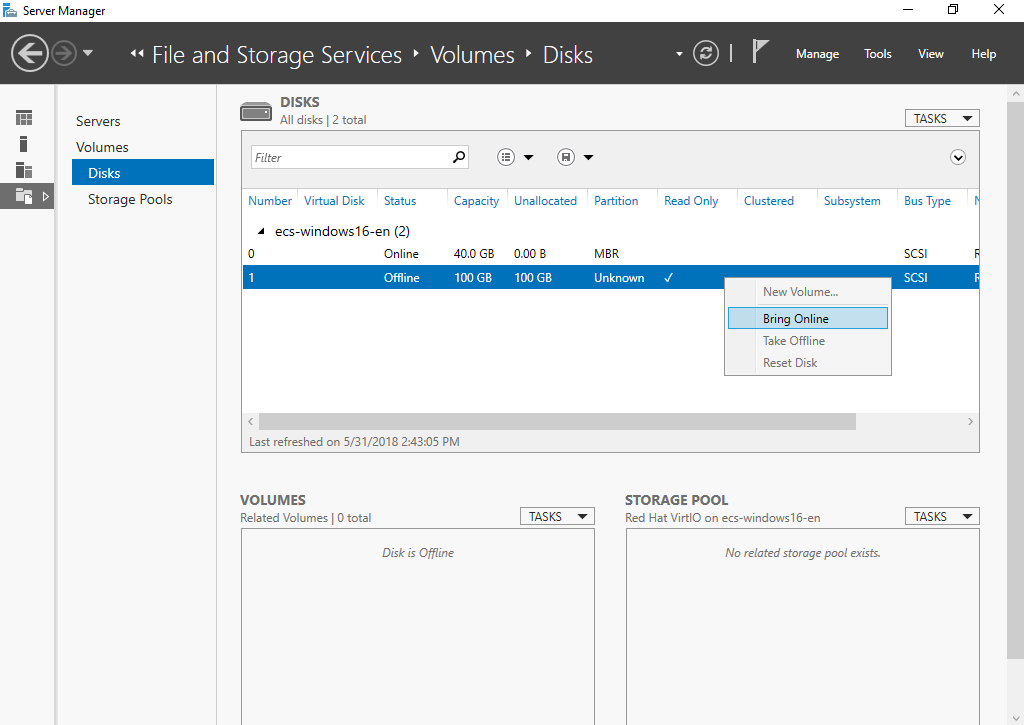 Server Manager
File and Storage Services Volumes Disks Manage Tools View Help
Servers
Volumes
Disks
Storage Pools
DISKS
All disks | 2 total
TASKS
Filter
Number Virtual Disk Status Capacity Unallocated Partition Read Only Clustered Subsystem Bus Type
ecs-windows16-en (2)
0 Online 40.0 GB 0.00 B MBR SCSI
1 Offline 100 GB 100 GB Unknown ✓ SCSI
New Volume...
Bring Online
Take Offline
Reset Disk
Last refreshed on 5/31/2018 2:43:05 PM
VOLUMES
Related Volumes | 0 total
TASKS
Disk is Offline
STORAGE POOL
Red Hat VirtIO on ecs-windows16-en
TASKS
No related storage pool exists.